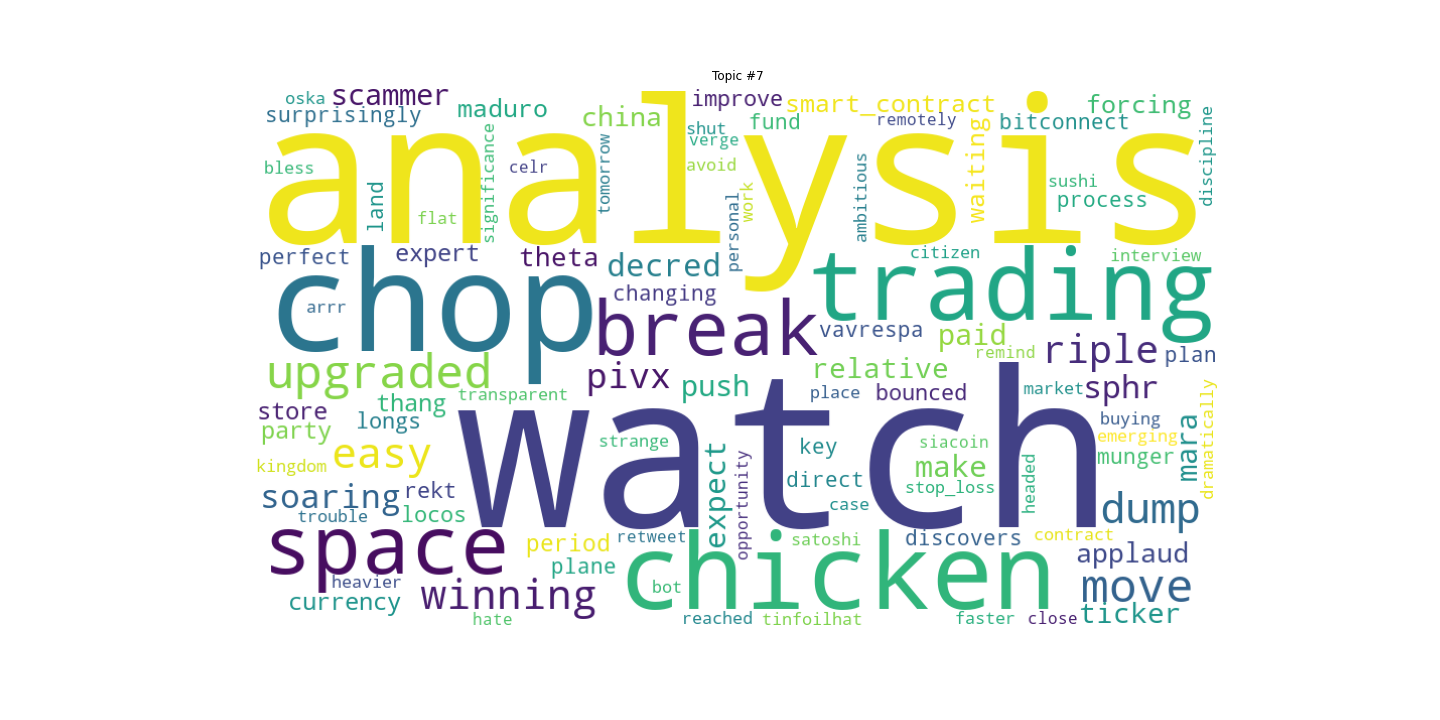 Topic #7
oska
scammer
surprisingly
maduro
china
improve
smart_contract
forcing
shut
verge
fund
remotely
bitconnect
discipline
analysis
bless
land
flat
significance
celr
tomorrow
avoid
personal
work
ambitious
waiting
sushi
process
perfect
expert
theta
decred
changing
citizen
interview
arrr
chop
break
trading
vavrespa
paid
remind
riple
plan
upgraded
pivx
push
relative
transparent
place
bounced
market
sphr
store
thang
longs
party
watch
buying
emerging
dramatically
kingdom
easy
strange
key
siacoin
make
mara
munger
soaring
rekt
expect
opportunity
direct
stop_loss
headed
trouble
locos
case
dump
space
period
retweet
satoshi
discovers
contract
plane
chicken
applaud
heavier
currency
winning
bot
move
hate
reached
tinfoilhat
faster
close
ticker